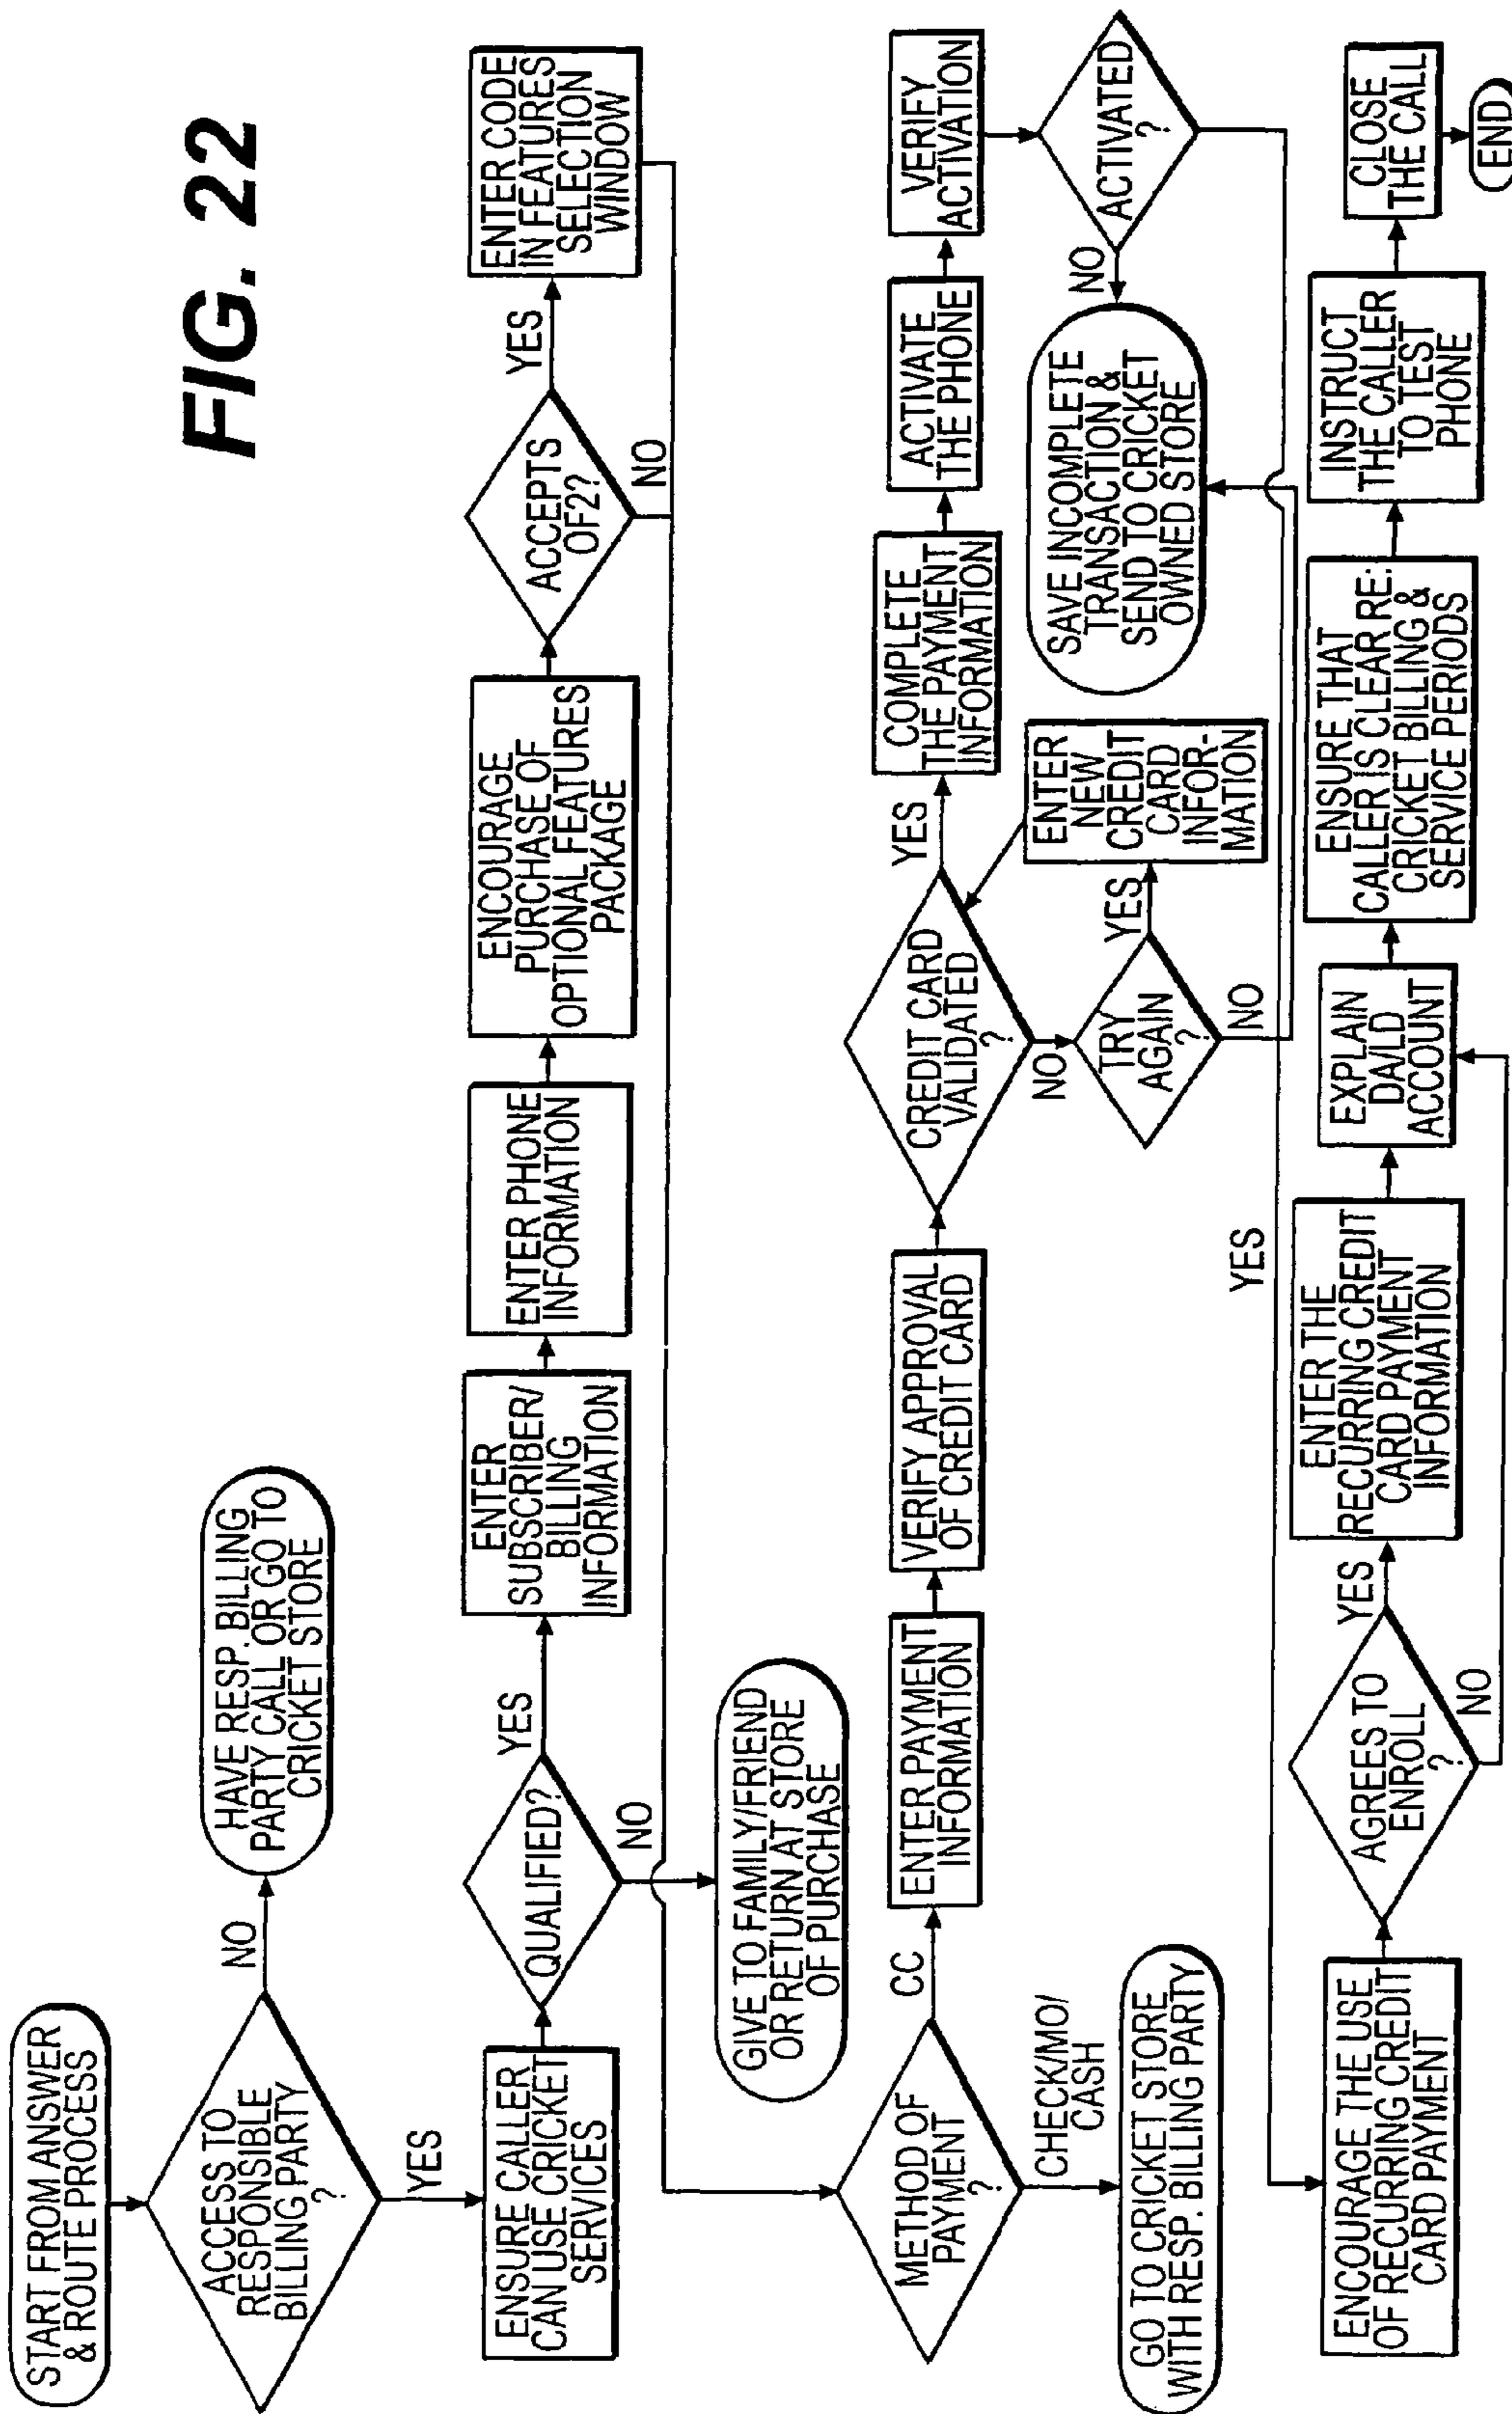 FIG. 22
START FROM ANSWER
& ROUTE PROCESS
ACCESS TO
RESPONSIBLE
BILLING PARTY
?
NO
HAVE RESP. BILLING
PARTY CALL OR GO TO
CRICKET STORE
YES
ENSURE CALLER
CAN USE CRICKET
SERVICES
QUALIFIED?
YES
NO
GIVE TO FAMILY/FRIEND
OR RETURN AT STORE
OF PURCHASE
ENTER
SUBSCRIBER/
BILLING
INFORMATION
ENTER PHONE
INFORMATION
ENCOURAGE
PURCHASE OF
OPTIONAL FEATURES
PACKAGE
ACCEPTS
OF2?
YES
NO
ENTER CODE
IN FEATURES
SELECTION
WINDOW
METHOD OF
PAYMENT
?
CC
CHECK/MO/
CASH
GO TO CRICKET STORE
WITH RESP. BILLING PARTY
ENTER PAYMENT
INFORMATION
VERIFY APPROVAL
OF CREDIT CARD
CREDIT CARD
VALIDATED
?
YES
NO
TRY
AGAIN
?
YES
NO
ENTER
NEW
CREDIT
CARD
INFOR-
MATION
COMPLETE
THE PAYMENT
INFORMATION
ACTIVATE
THE PHONE
VERIFY
ACTIVATION
ACTIVATED
?
NO
SAVE INCOMPLETE
TRANSACTION &
SEND TO CRICKET
OWNED STORE
YES
ENCOURAGE THE USE
OF RECURRING CREDIT
CARD PAYMENT
AGREES TO
ENROLL
?
YES
NO
ENTER THE
RECURRING CREDIT
CARD PAYMENT
INFORMATION
EXPLAIN
DAVLD
ACCOUNT
ENSURE THAT
CALLER IS CLEAR RE:
CRICKET BILLING &
SERVICE PERIODS
INSTRUCT
THE CALLER
TO TEST
PHONE
CLOSE
THE CALL
END